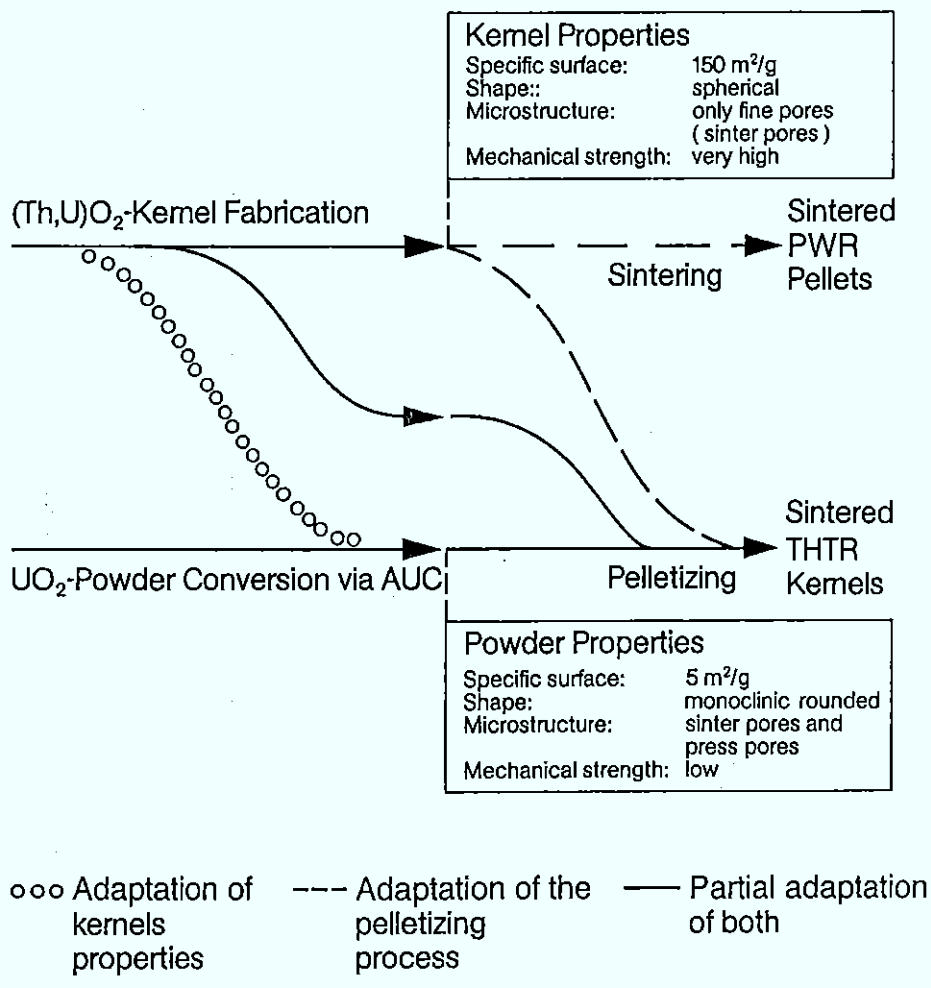 Kernel Properties
Specific surface: 150 m²/g
Shape:: spherical
Microstructure: only fine pores
( sinter pores )
Mechanical strength: very high
(Th,U)O₂-Kernel Fabrication
Sintered
PWR
Pellets
Sintering
Sintered
THTR
Kernels
UO₂-Powder Conversion via AUC
Pelletizing
Powder Properties
Specific surface: 5 m²/g
Shape: monoclinic rounded
Microstructure: sinter pores and
press pores
Mechanical strength: low
ooo Adaptation of
kernels
properties
--- Adaptation of the
pelletizing
process
— Partial adaptation
of both